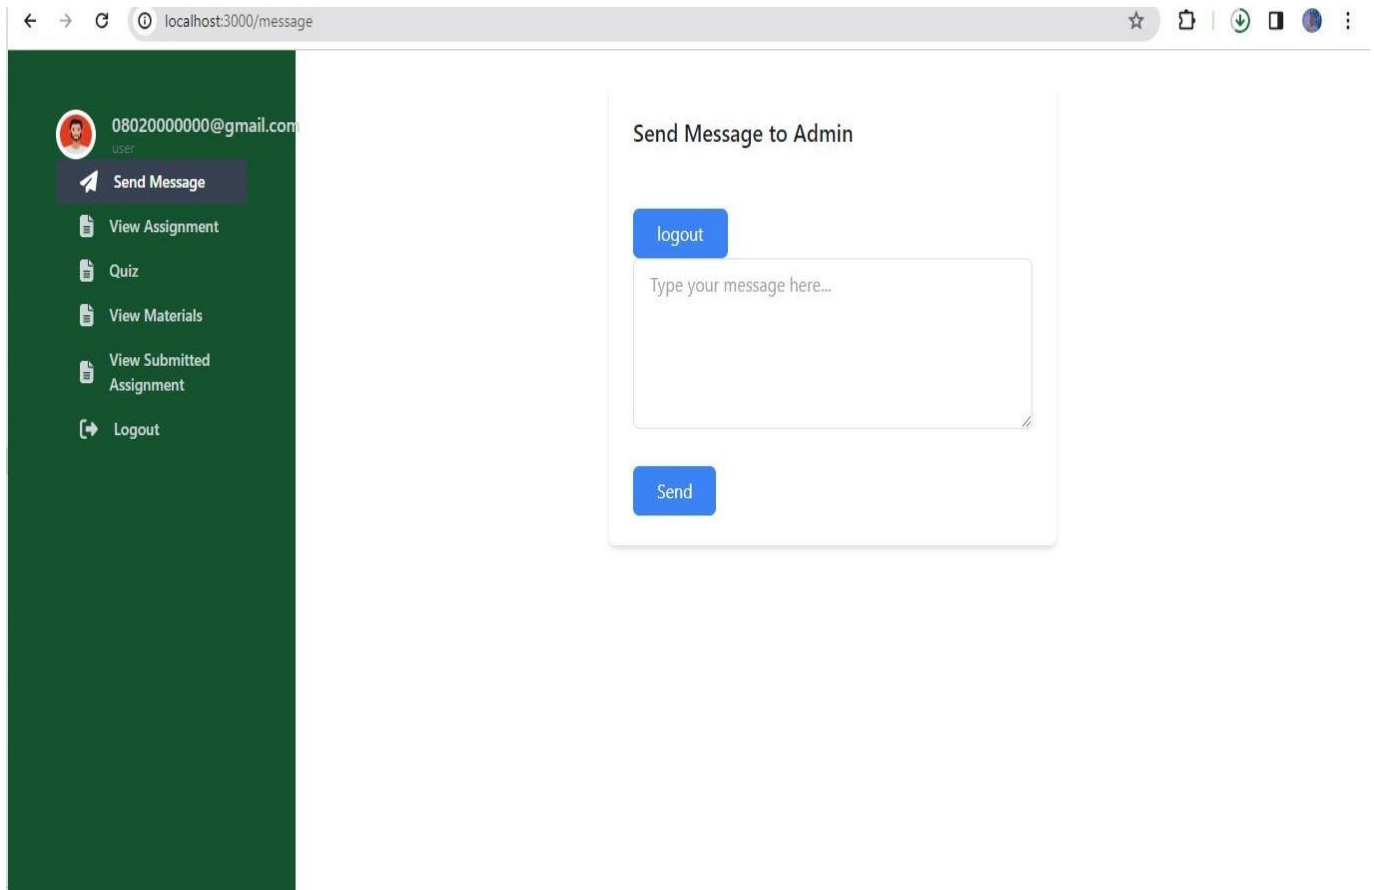 localhost:3000/message
08020000000@gmail.com
user
Send Message
View Assignment
Quiz
View Materials
View Submitted
Assignment
Logout
Send Message to Admin
logout
Type your message here...
Send